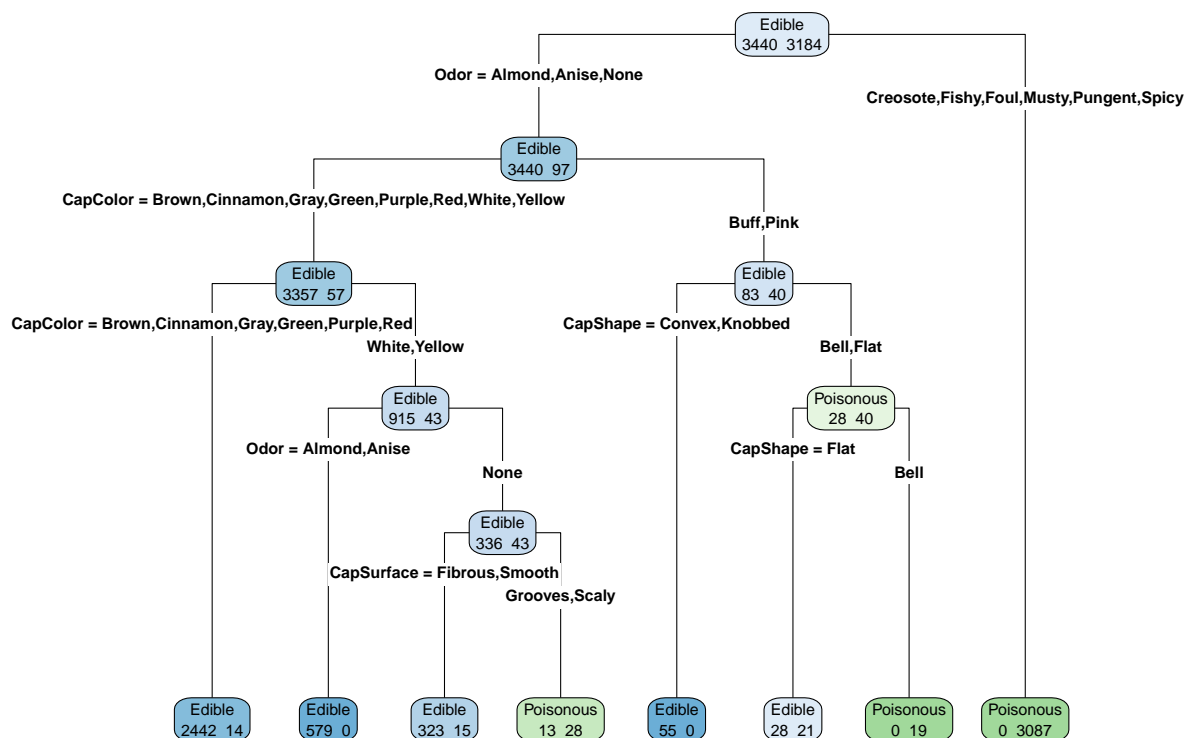 Edible
3440 3184
Odor = Almond,Anise,None
Creosote,Fishy,Foul,Musty,Pungent,Spicy
Edible
3440 97
CapColor = Brown,Cinnamon,Gray,Green,Purple,Red,White,Yellow
Buff,Pink
Edible
3357 57
Edible
83 40
CapColor = Brown,Cinnamon,Gray,Green,Purple,Red
White,Yellow
CapShape = Convex,Knobbed
Bell,Flat
Edible
915 43
Poisonous
28 40
Odor = Almond,Anise
None
CapShape = Flat
Bell
Edible
336 43
CapSurface = Fibrous,Smooth
Grooves,Scaly
Edible
2442 14
Edible
579 0
Edible
323 15
Poisonous
13 28
Edible
55 0
Edible
28 21
Poisonous
0 19
Poisonous
0 3087